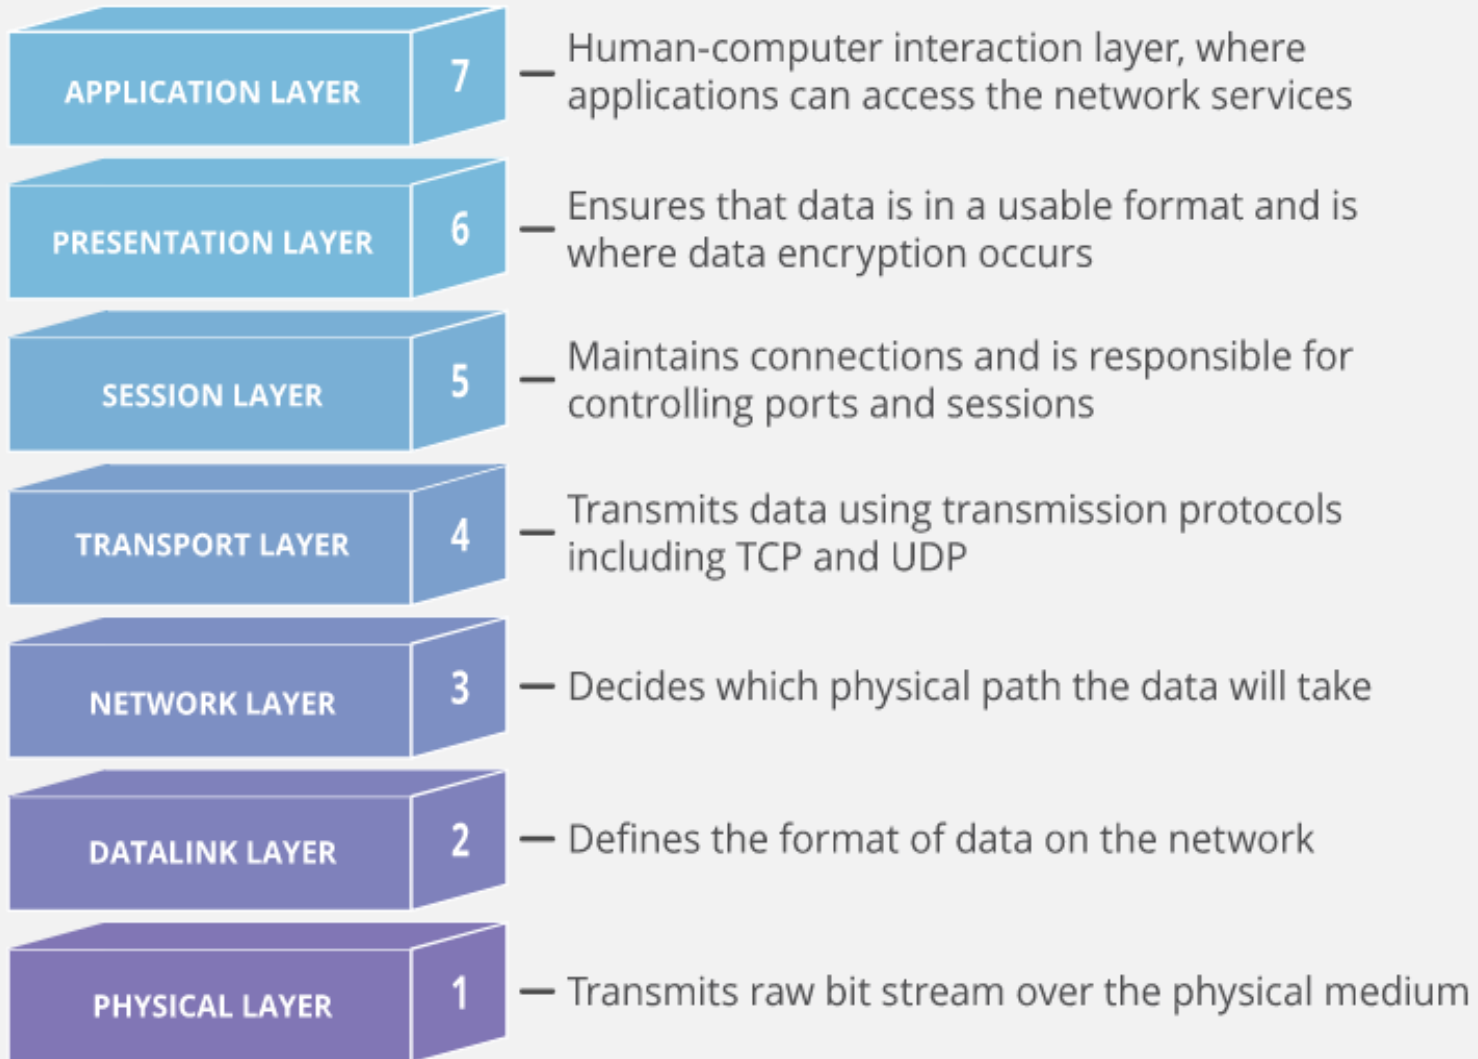 APPLICATION LAYER 7 — Human-computer interaction layer, where
applications can access the network services
PRESENTATION LAYER 6 — Ensures that data is in a usable format and is
where data encryption occurs
SESSION LAYER 5 — Maintains connections and is responsible for
controlling ports and sessions
TRANSPORT LAYER 4 — Transmits data using transmission protocols
including TCP and UDP
NETWORK LAYER 3 — Decides which physical path the data will take
DATALINK LAYER 2 — Defines the format of data on the network
PHYSICAL LAYER 1 — Transmits raw bit stream over the physical medium